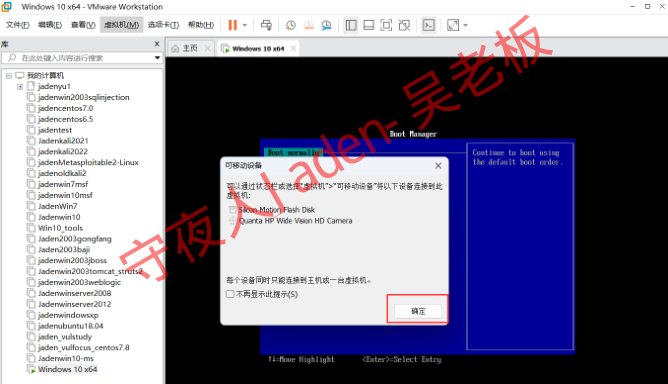 Windows 10 x64 - VMware Workstation
文件(F) 编辑(E) 查看(V) 虚拟机(M) 选项卡(T) 帮助(H)
库
在此处键入内容进行搜索
主页
Windows 10 x64
我的计算机
jadenyu1
jadenwin2003sqlinjection
jadencentos7.0
jadencentos6.5
jadentest
Jadenkali2021
jadenkali2022
jadenMetasploitable2-Linux
jadenoldkali2
jadenwin7msf
jadenwin10msf
JadenWin7
Jadenwin10
Win10_tools
Jaden2003gongfang
Jaden2003baji
jadenwin2003jboss
Jadenwin2003tomcat_struts2
jadenwin2003weblogic
Jadenwinserver2008
Jadenwinserver2012
jadenwindowsxp
jadenubuntu18.04
jaden_vulstudy
jaden_vulfocus_centos7.8
Jadenwin10-ms
Windows 10 x64
Boot Manager
Boot normally
Continue to boot using
the default boot order.
可移动设备
可以通过状态栏或选择"虚拟机">"可移动设备"将以下设备连接到此
虚拟机:
Silicon Motion Flash Disk
Quanta HP Wide Vision HD Camera
每个设备同时只能连接到主机或一台虚拟机。
不再显示此提示(S)
确定
↑↓=Move Highlight <Enter>=Select Entry
守夜人Jaden-吴老板